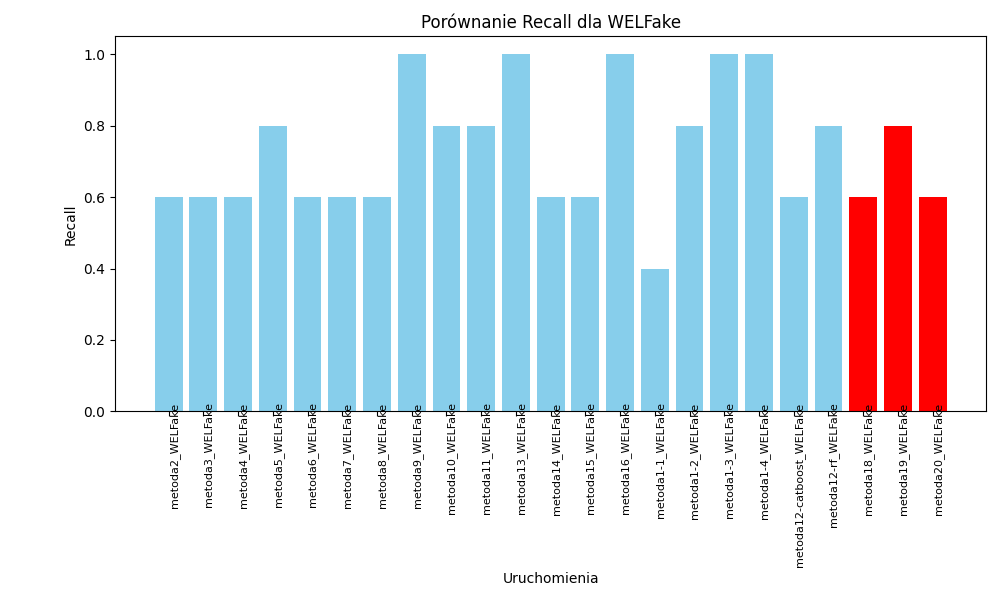 Porównanie Recall dla WELFake
1.0
0.8
0.6
0.4
0.2
0.0
Recall
metoda2_WELFake
metoda3_WELFake
metoda4_WELFake
metoda5_WELFake
metoda6_WELFake
metoda7_WELFake
metoda8_WELFake
metoda9_WELFake
metoda10_WELFake
metoda11_WELFake
metoda13_WELFake
metoda14_WELFake
metoda15_WELFake
metoda16_WELFake
metoda1-1_WELFake
metoda1-2_WELFake
metoda1-3_WELFake
metoda1-4_WELFake
metoda12-catboost_WELFake
metoda12-rf_WELFake
metoda18_WELFake
metoda19_WELFake
metoda20_WELFake
Uruchomienia